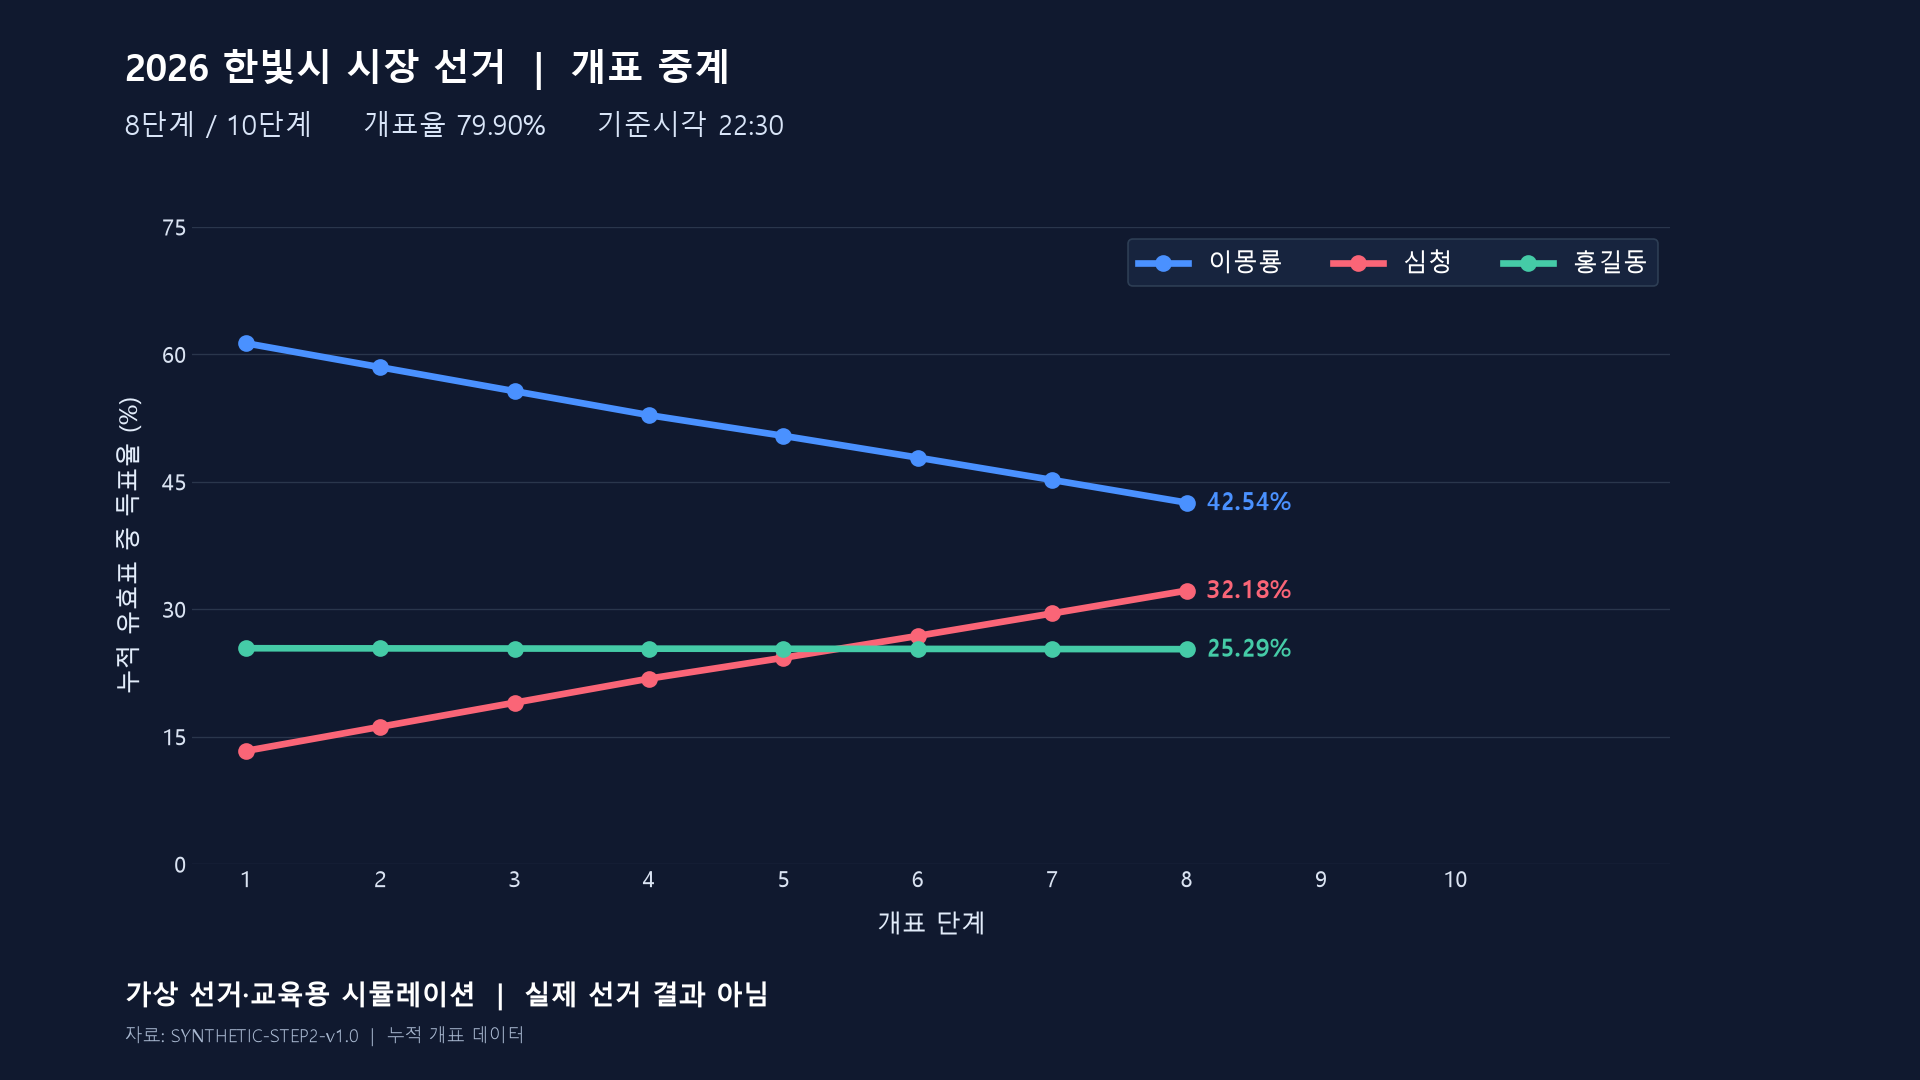 2026 한빛시 시장 선거 | 개표 중계
8단계 / 10단계 개표율 79.90% 기준시각 22:30
누적 유효표 중 득표율 (%)
75
60
45
30
15
0
이몽룡 심청 홍길동
42.54%
32.18%
25.29%
1 2 3 4 5 6 7 8 9 10
개표 단계
가상 선거·교육용 시뮬레이션 | 실제 선거 결과 아님
자료: SYNTHETIC-STEP2-v1.0 | 누적 개표 데이터